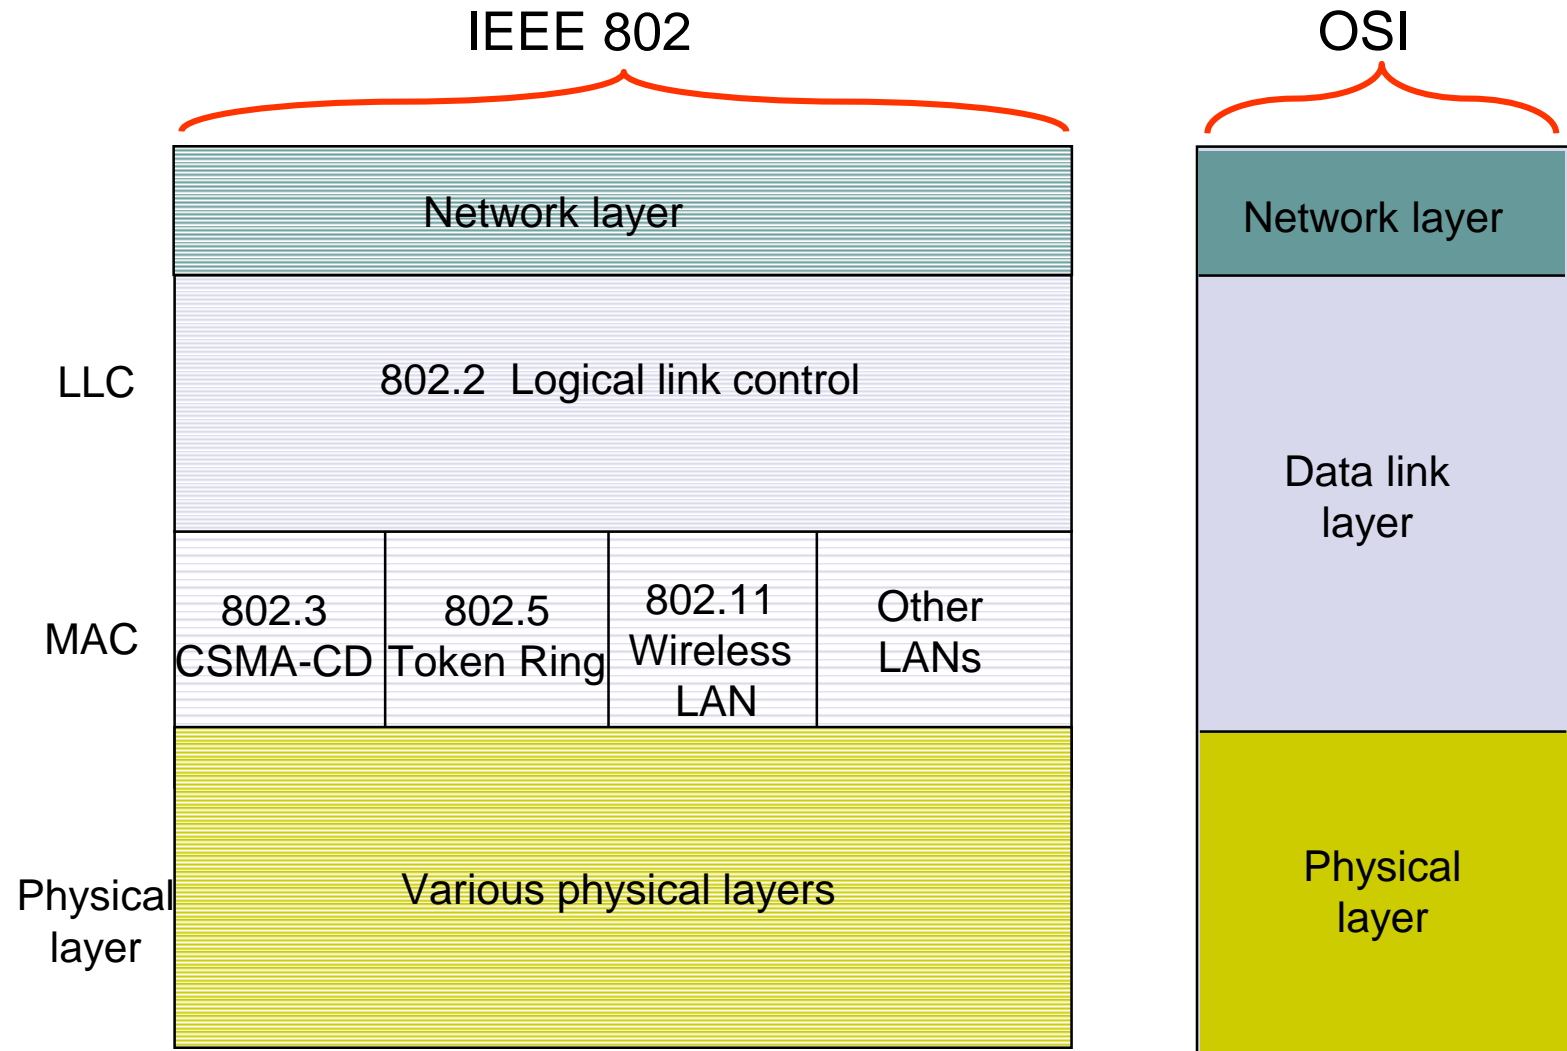 IEEE 802
OSI
Network layer
Network layer
LLC
802.2 Logical link control
Data link
layer
MAC
802.3
CSMA-CD
802.5
Token Ring
802.11
Wireless
LAN
Other
LANs
Physical
layer
Various physical layers
Physical
layer